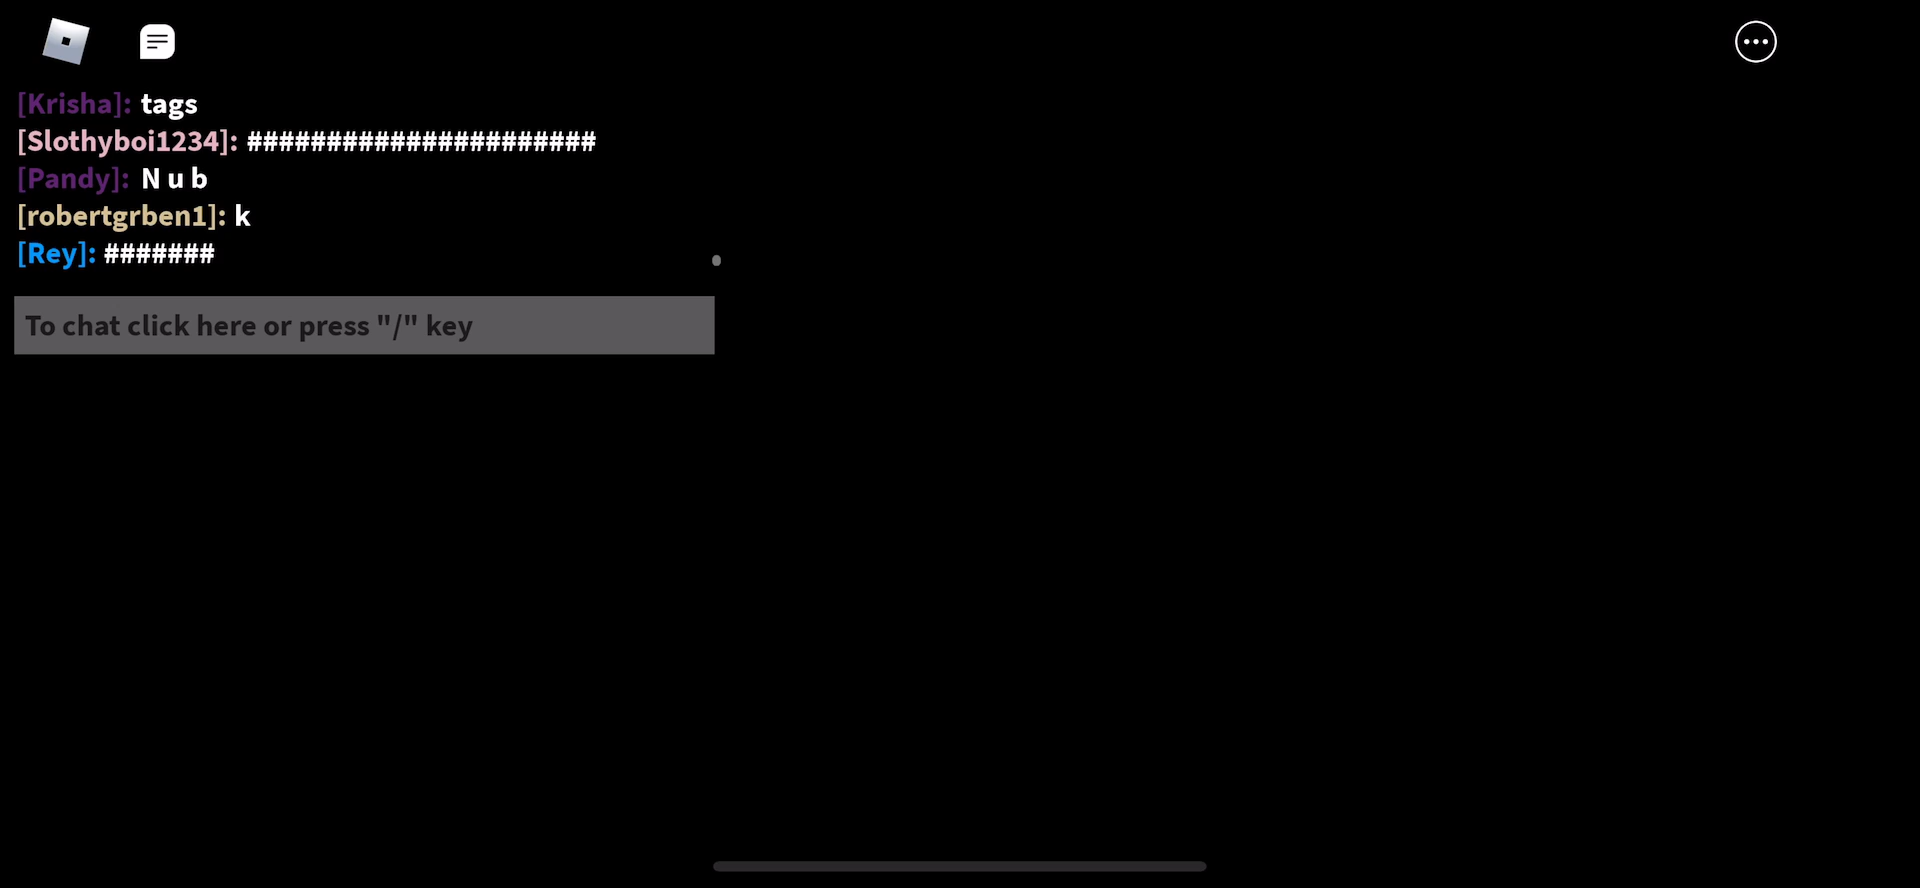 [Krisha]: tags
[Slothyboi1234]: ######################
[Pandy]: N u b
[robertgrben1]: k
[Rey]: #######
To chat click here or press "/" key